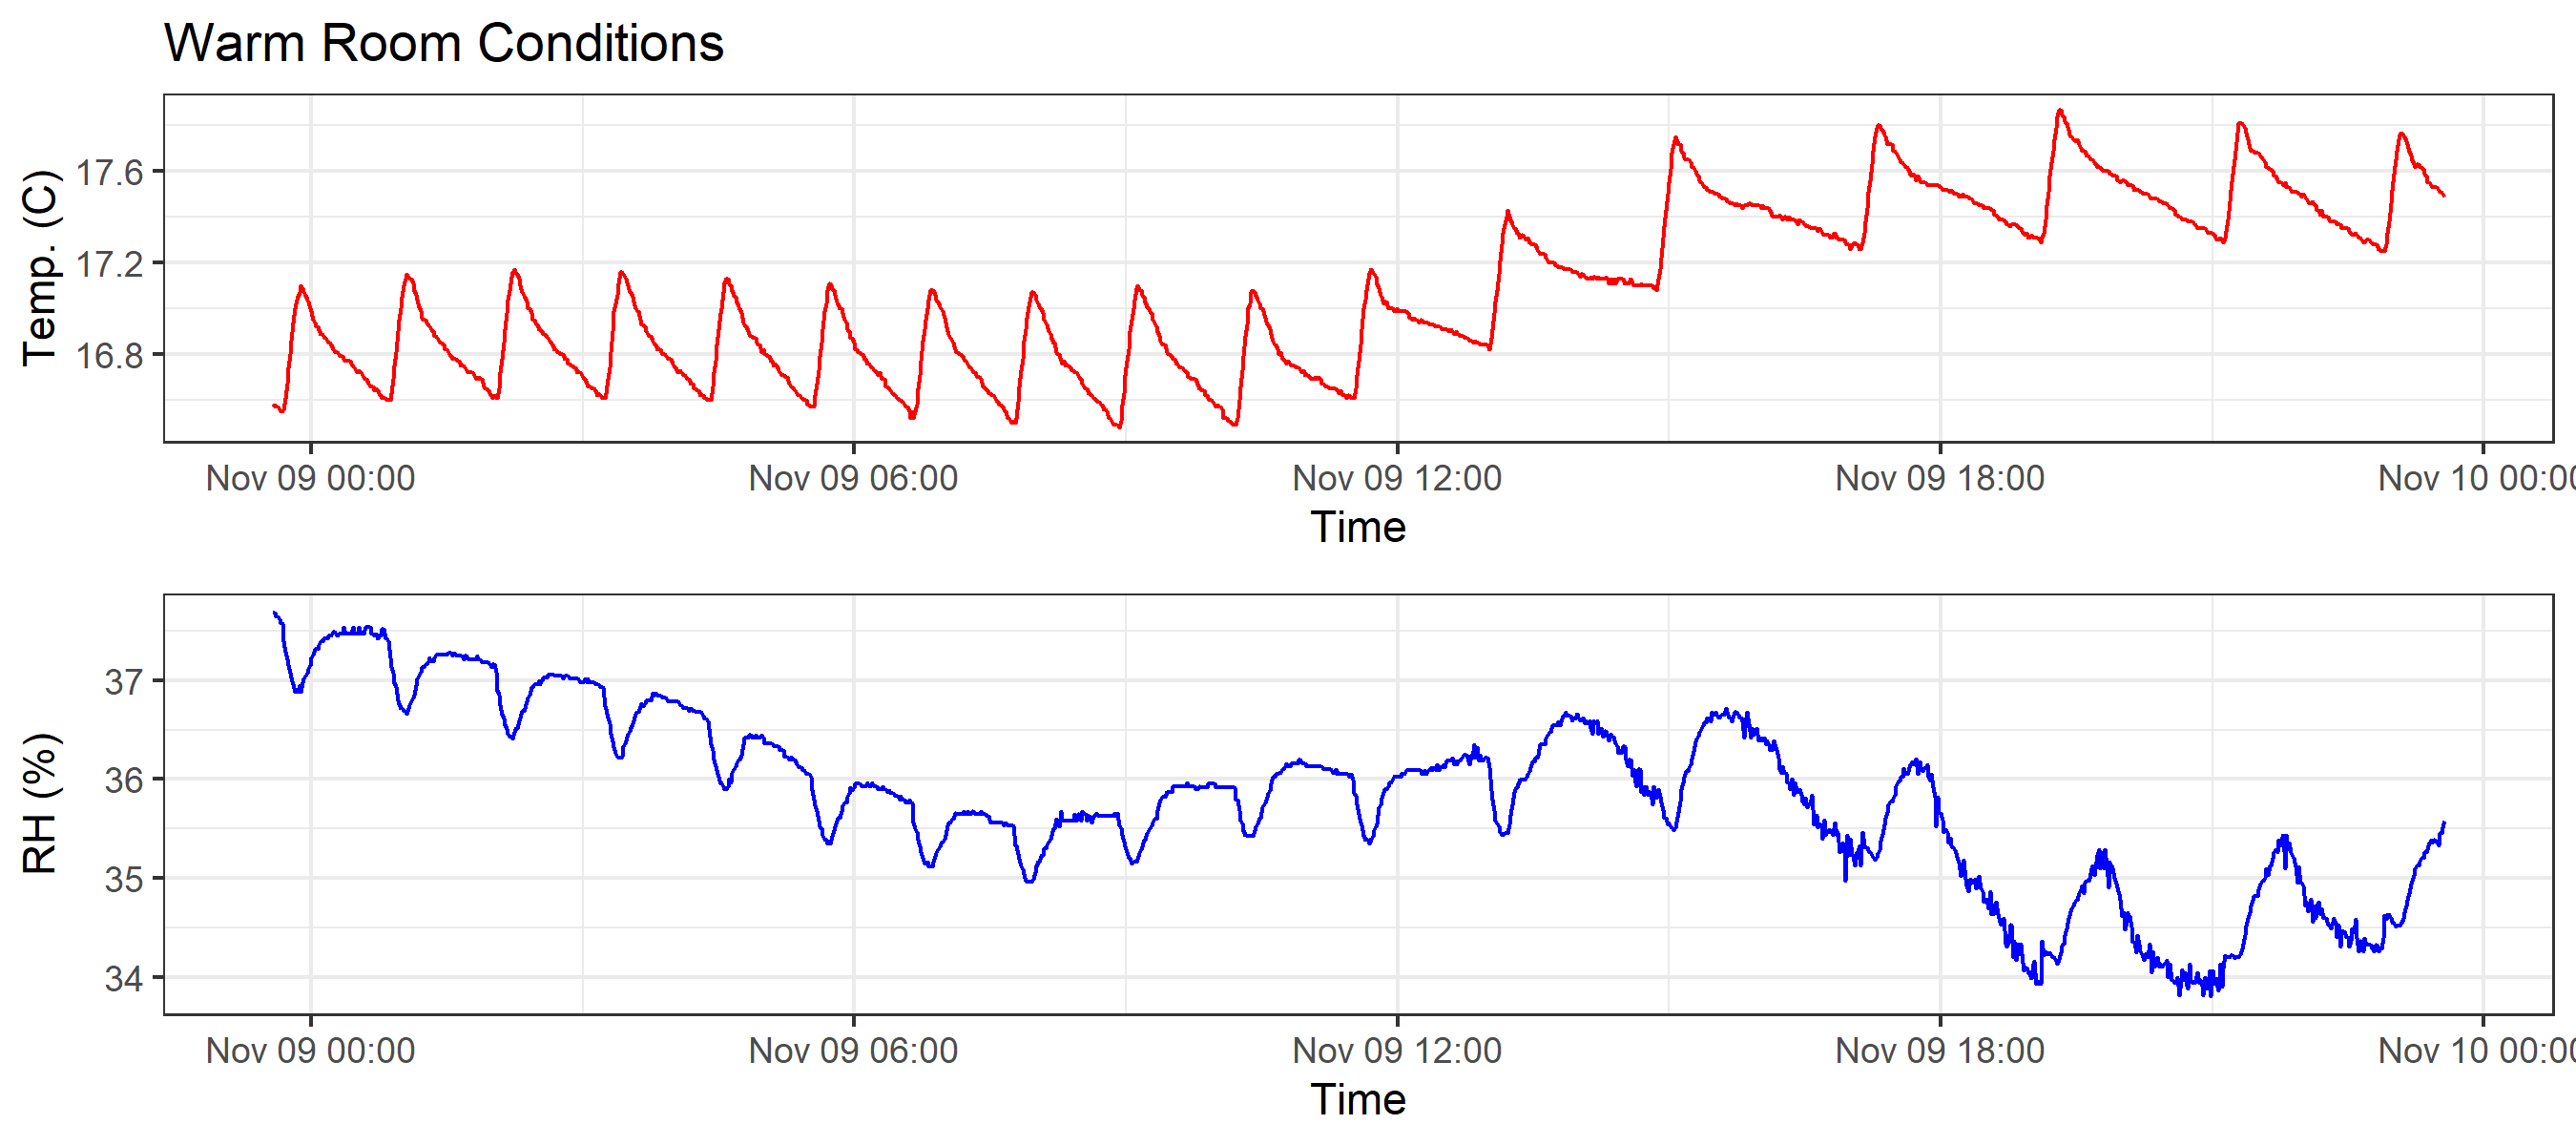 Warm Room Conditions
Temp. (C)
17.6
17.2
16.8
Nov 09 00:00 Nov 09 06:00 Nov 09 12:00 Nov 09 18:00 Nov 10 00:00
Time
RH (%)
37
36
35
34
Nov 09 00:00 Nov 09 06:00 Nov 09 12:00 Nov 09 18:00 Nov 10 00:00
Time